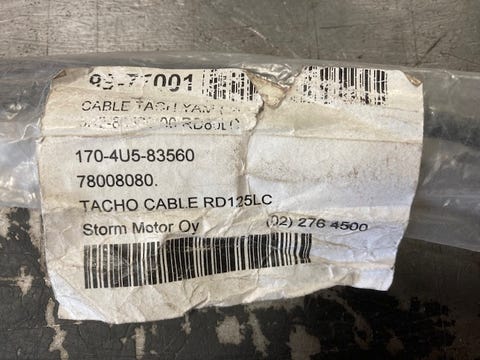 CABLE TACH YAM
170-4U5-83560
78008080.
TACHO CABLE RD125LC
Storm Motor Oy (02) 276 4500